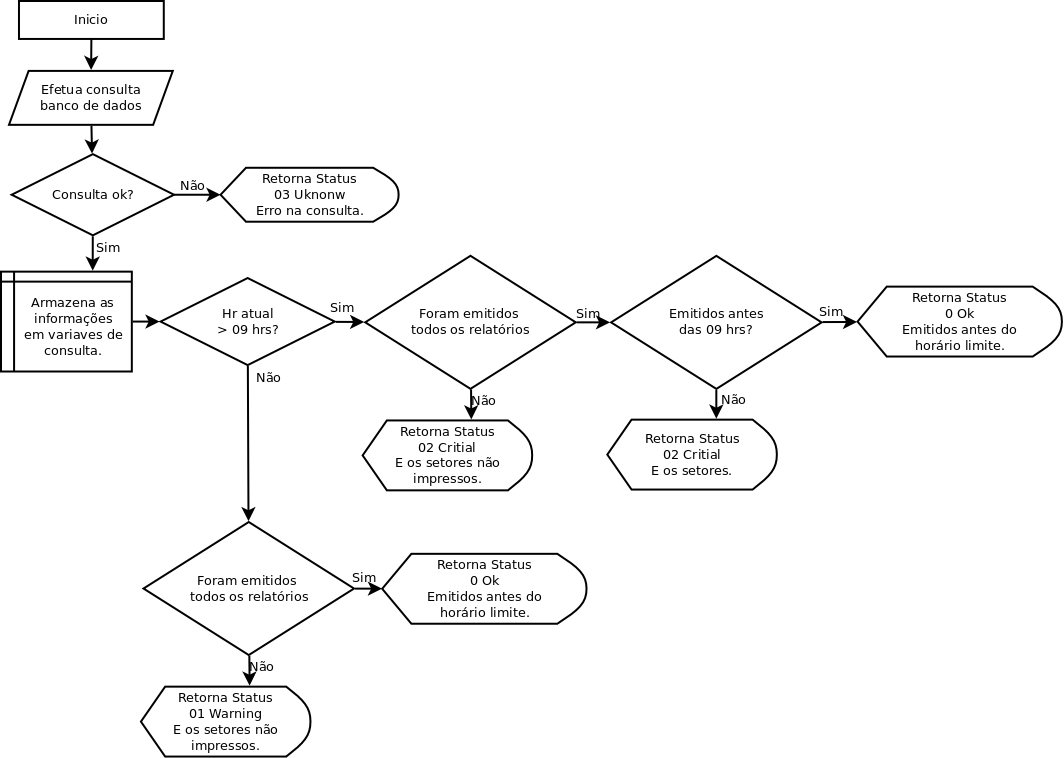 Inicio
Efetua consulta
banco de dados
Consulta ok?
Não
Retorna Status
03 Uknonw
Erro na consulta.
Sim
Armazena as
informações
em variaves de
consulta.
Hr atual
> 09 hrs?
Sim
Foram emitidos
todos os relatórios
Sim
Emitidos antes
das 09 hrs?
Sim
Retorna Status
0 Ok
Emitidos antes do
horário limite.
Não
Não
Retorna Status
02 Critial
E os setores não
impressos.
Não
Retorna Status
02 Critial
E os setores.
Foram emitidos
todos os relatórios
Sim
Retorna Status
0 Ok
Emitidos antes do
horário limite.
Não
Retorna Status
01 Warning
E os setores não
impressos.